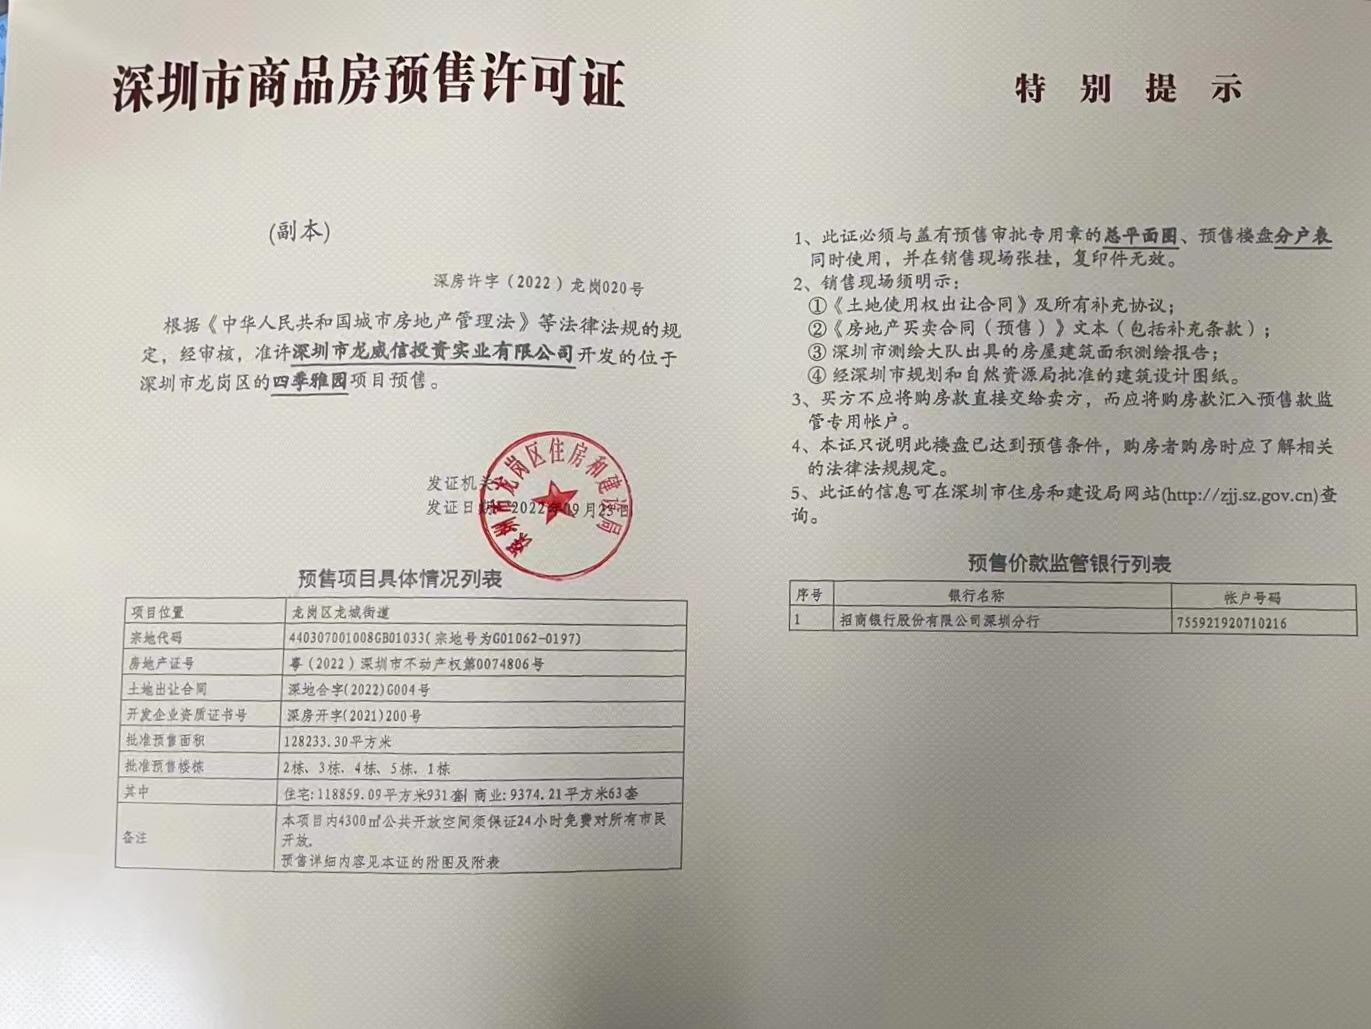 深圳市商品房预售许可证
(副本)
深房许字（2022）龙岗020号
根据《中华人民共和国城市房地产管理法》等法律法规的规
定，经审核，准许深圳市龙威信投资实业有限公司开发的位于
深圳市龙岗区的四季雅园项目预售。
发证机关
发证日期：2022年09月23日
深圳市龙岗区住房和建设局
预售项目具体情况列表
项目位置 龙岗区龙城街道
宗地代码 440307001008GB01033(宗地号为G01062-0197)
房地产证号 粤（2022）深圳市不动产权第0074806号
土地出让合同 深地合字(2022)G004号
开发企业资质证书号 深房开字(2021)200号
批准预售面积 128233.30平方米
批准预售楼栋 2栋、3栋、4栋、5栋、1栋
其中 住宅:118859.09平方米931套| 商业:9374.21平方米63套
备注 本项目内4300㎡公共开放空间须保证24小时免费对所有市民
开放.
预售详细内容见本证的附图及附表
特别提示
1、此证必须与盖有预售审批专用章的总平面图、预售楼盘分户表
同时使用，并在销售现场张挂，复印件无效。
2、销售现场须明示：
①《土地使用权出让合同》及所有补充协议；
②《房地产买卖合同（预售）》文本（包括补充条款）；
③深圳市测绘大队出具的房屋建筑面积测绘报告；
④经深圳市规划和自然资源局批准的建筑设计图纸。
3、买方不应将购房款直接交给卖方，而应将购房款汇入预售款监
管专用帐户。
4、本证只说明此楼盘已达到预售条件，购房者购房时应了解相关
的法律法规规定。
5、此证的信息可在深圳市住房和建设局网站(http://zjj.sz.gov.cn)查
询。
预售价款监管银行列表
序号 银行名称 帐户号码
1 招商银行股份有限公司深圳分行 755921920710216